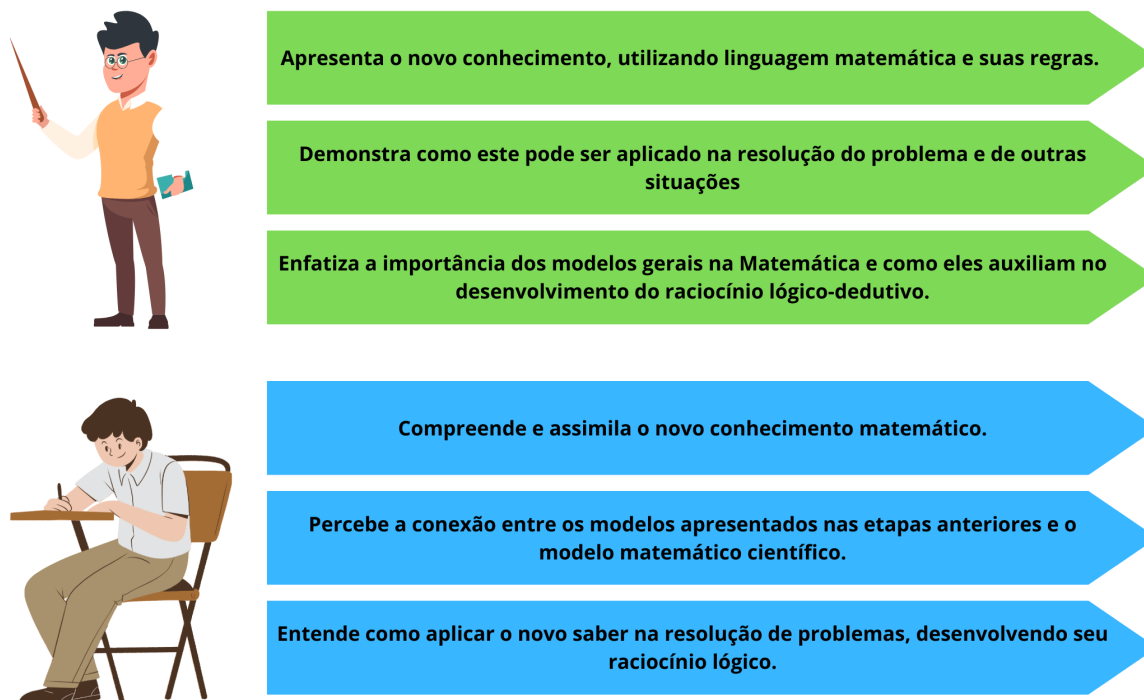 Apresenta o novo conhecimento, utilizando linguagem matemática e suas regras.
Demonstra como este pode ser aplicado na resolução do problema e de outras
situações
Enfatiza a importância dos modelos gerais na Matemática e como eles auxiliam no
desenvolvimento do raciocínio lógico-dedutivo.
Compreende e assimila o novo conhecimento matemático.
Percebe a conexão entre os modelos apresentados nas etapas anteriores e o
modelo matemático científico.
Entende como aplicar o novo saber na resolução de problemas, desenvolvendo seu
raciocínio lógico.